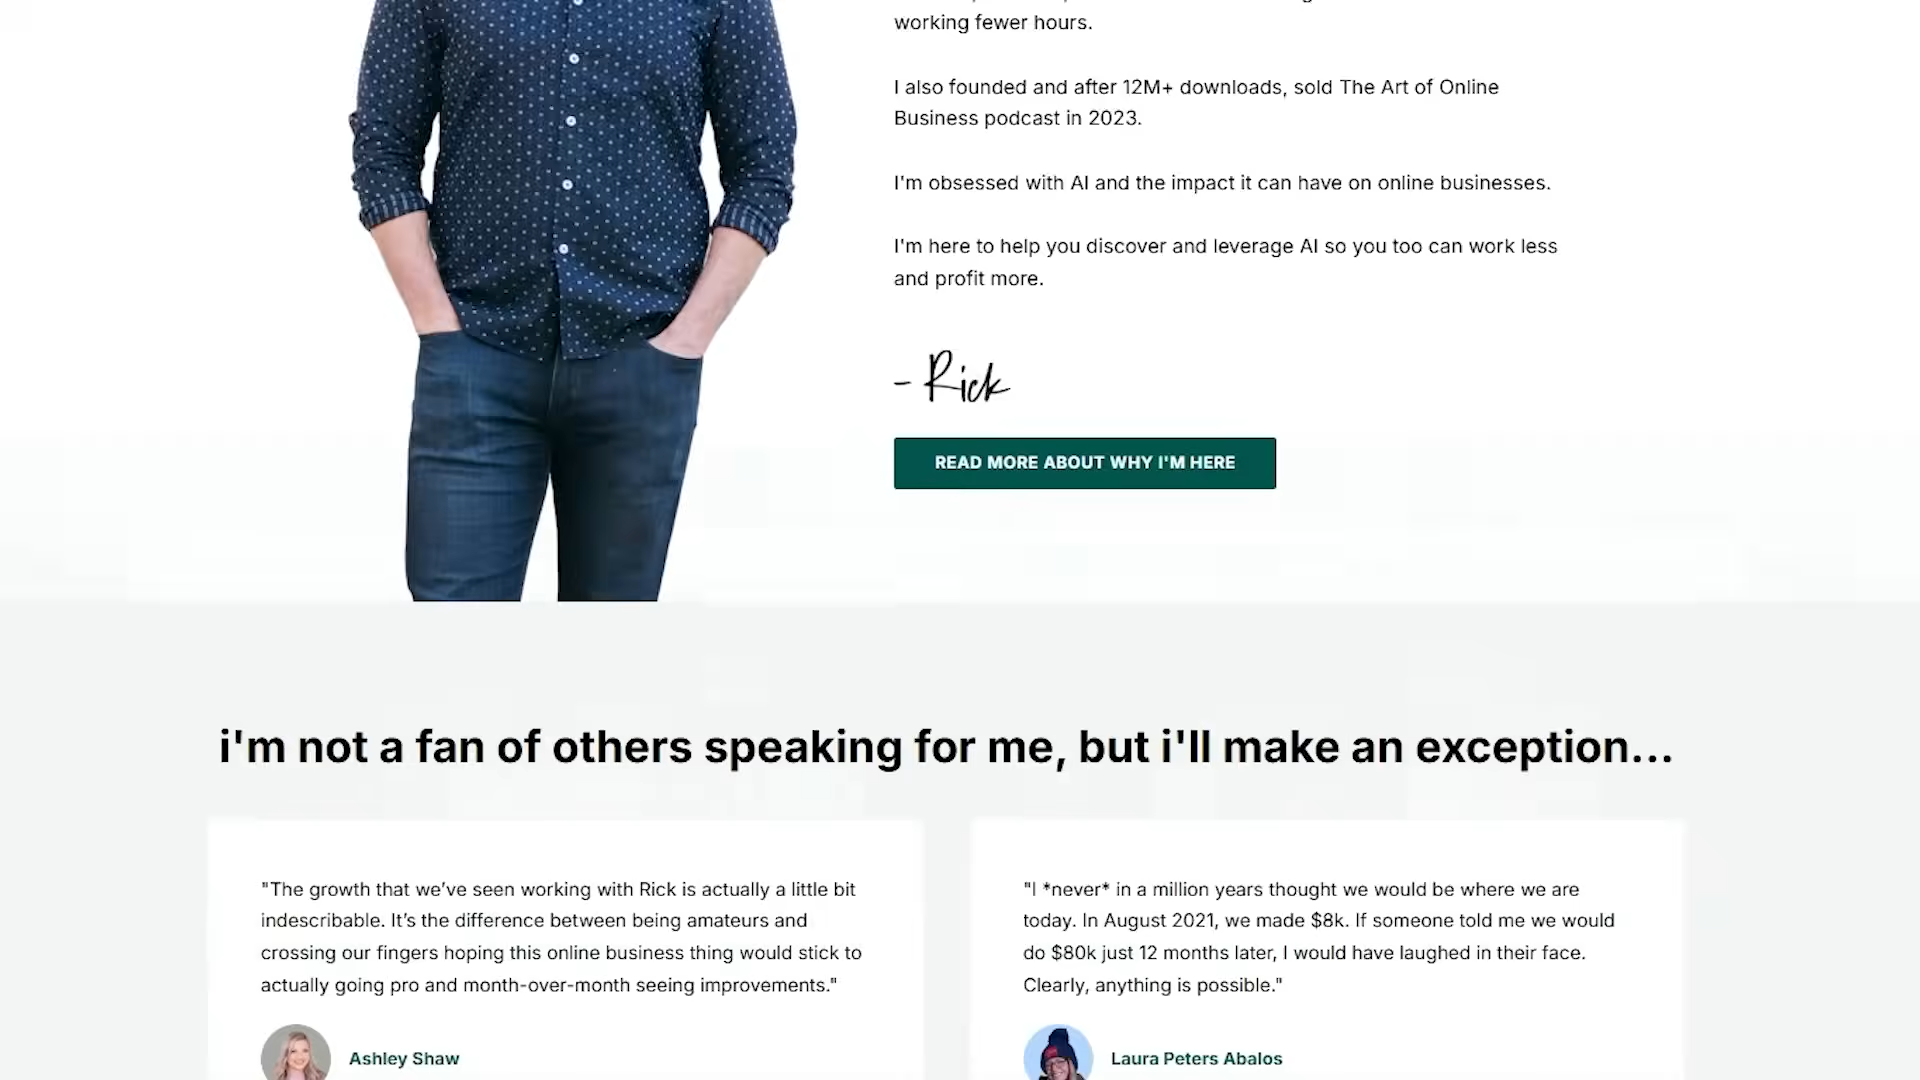 working fewer hours.
I also founded and after 12M+ downloads, sold The Art of Online
Business podcast in 2023.
I'm obsessed with AI and the impact it can have on online businesses.
I'm here to help you discover and leverage AI so you too can work less
and profit more.
- Rick
READ MORE ABOUT WHY I'M HERE
i'm not a fan of others speaking for me, but i'll make an exception...
"The growth that we’ve seen working with Rick is actually a little bit
indescribable. It’s the difference between being amateurs and
crossing our fingers hoping this online business thing would stick to
actually going pro and month-over-month seeing improvements."
Ashley Shaw
"I *never* in a million years thought we would be where we are
today. In August 2021, we made $8k. If someone told me we would
do $80k just 12 months later, I would have laughed in their face.
Clearly, anything is possible."
Laura Peters Abalos